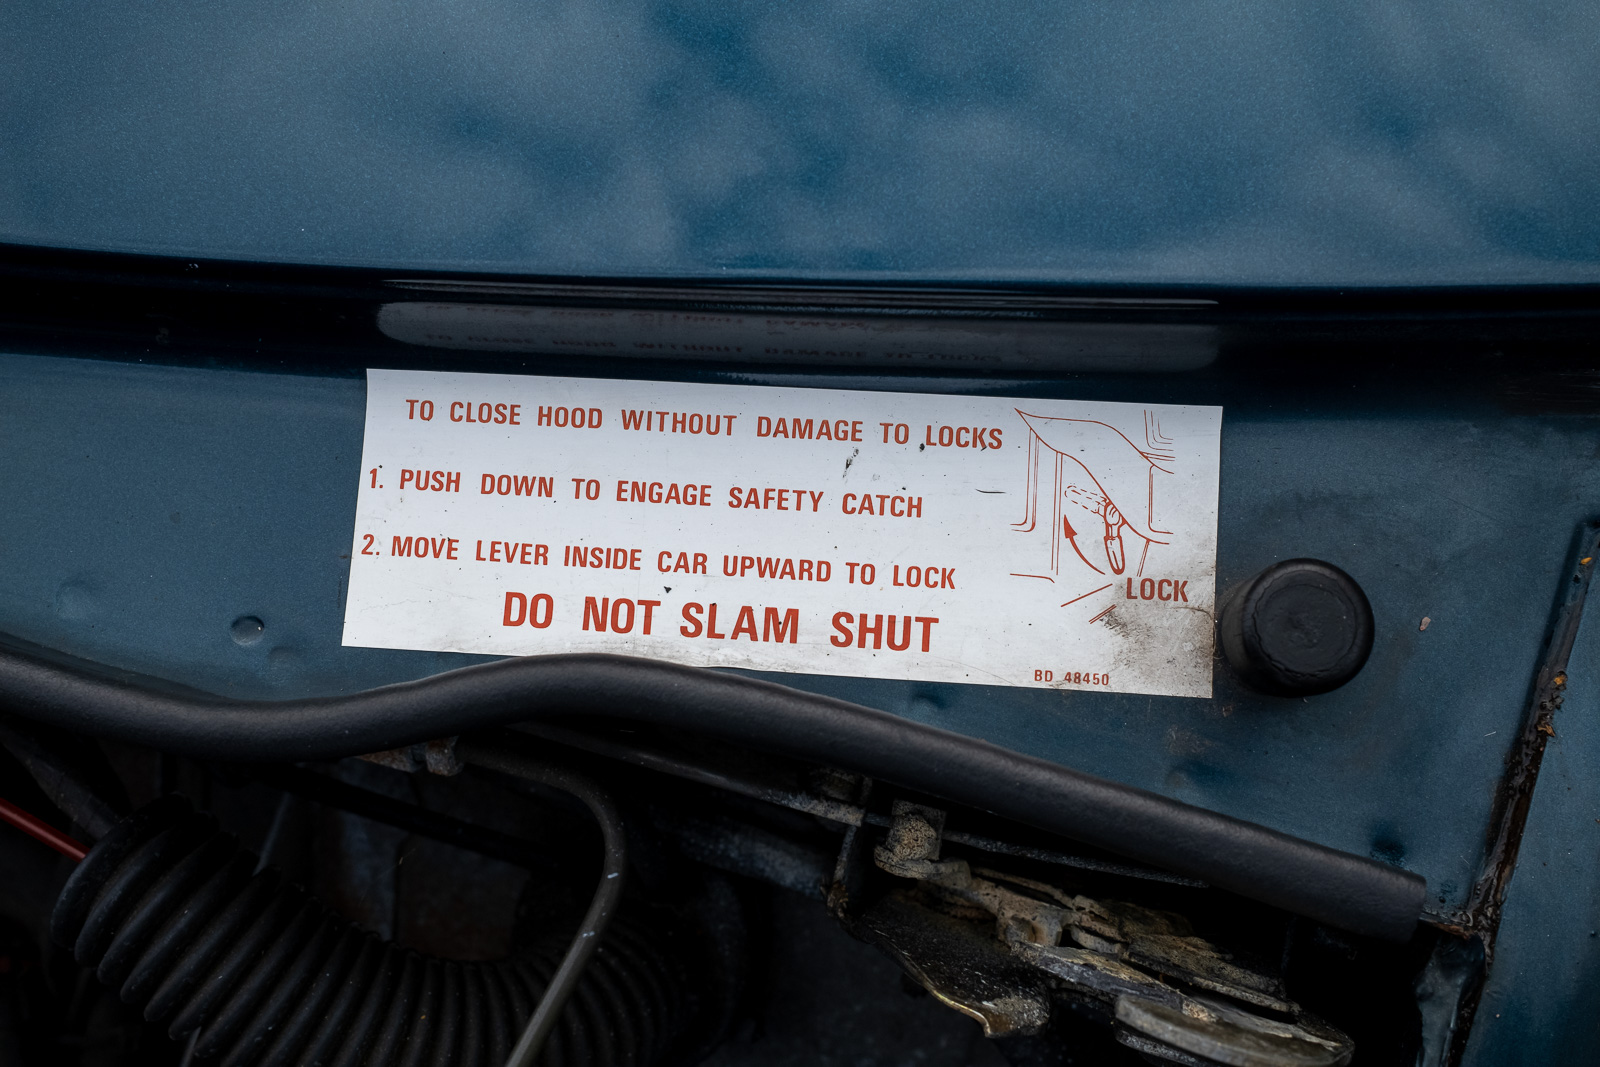 TO CLOSE HOOD WITHOUT DAMAGE TO LOCKS
1. PUSH DOWN TO ENGAGE SAFETY CATCH
2. MOVE LEVER INSIDE CAR UPWARD TO LOCK
DO NOT SLAM SHUT
LOCK
BD 48450